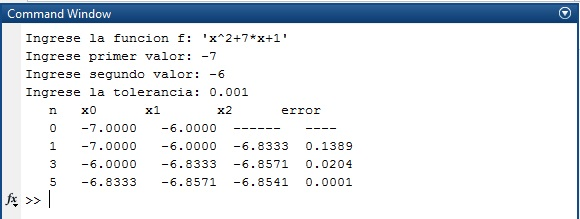 Command Window
Ingrese la funcion f: 'x^2+7*x+1'
Ingrese primer valor: -7
Ingrese segundo valor: -6
Ingrese la tolerancia: 0.001
n x0 x1 x2 error
0 -7.0000 -6.0000 ------ ----
1 -7.0000 -6.0000 -6.8333 0.1389
3 -6.0000 -6.8333 -6.8571 0.0204
5 -6.8333 -6.8571 -6.8541 0.0001
fx >>